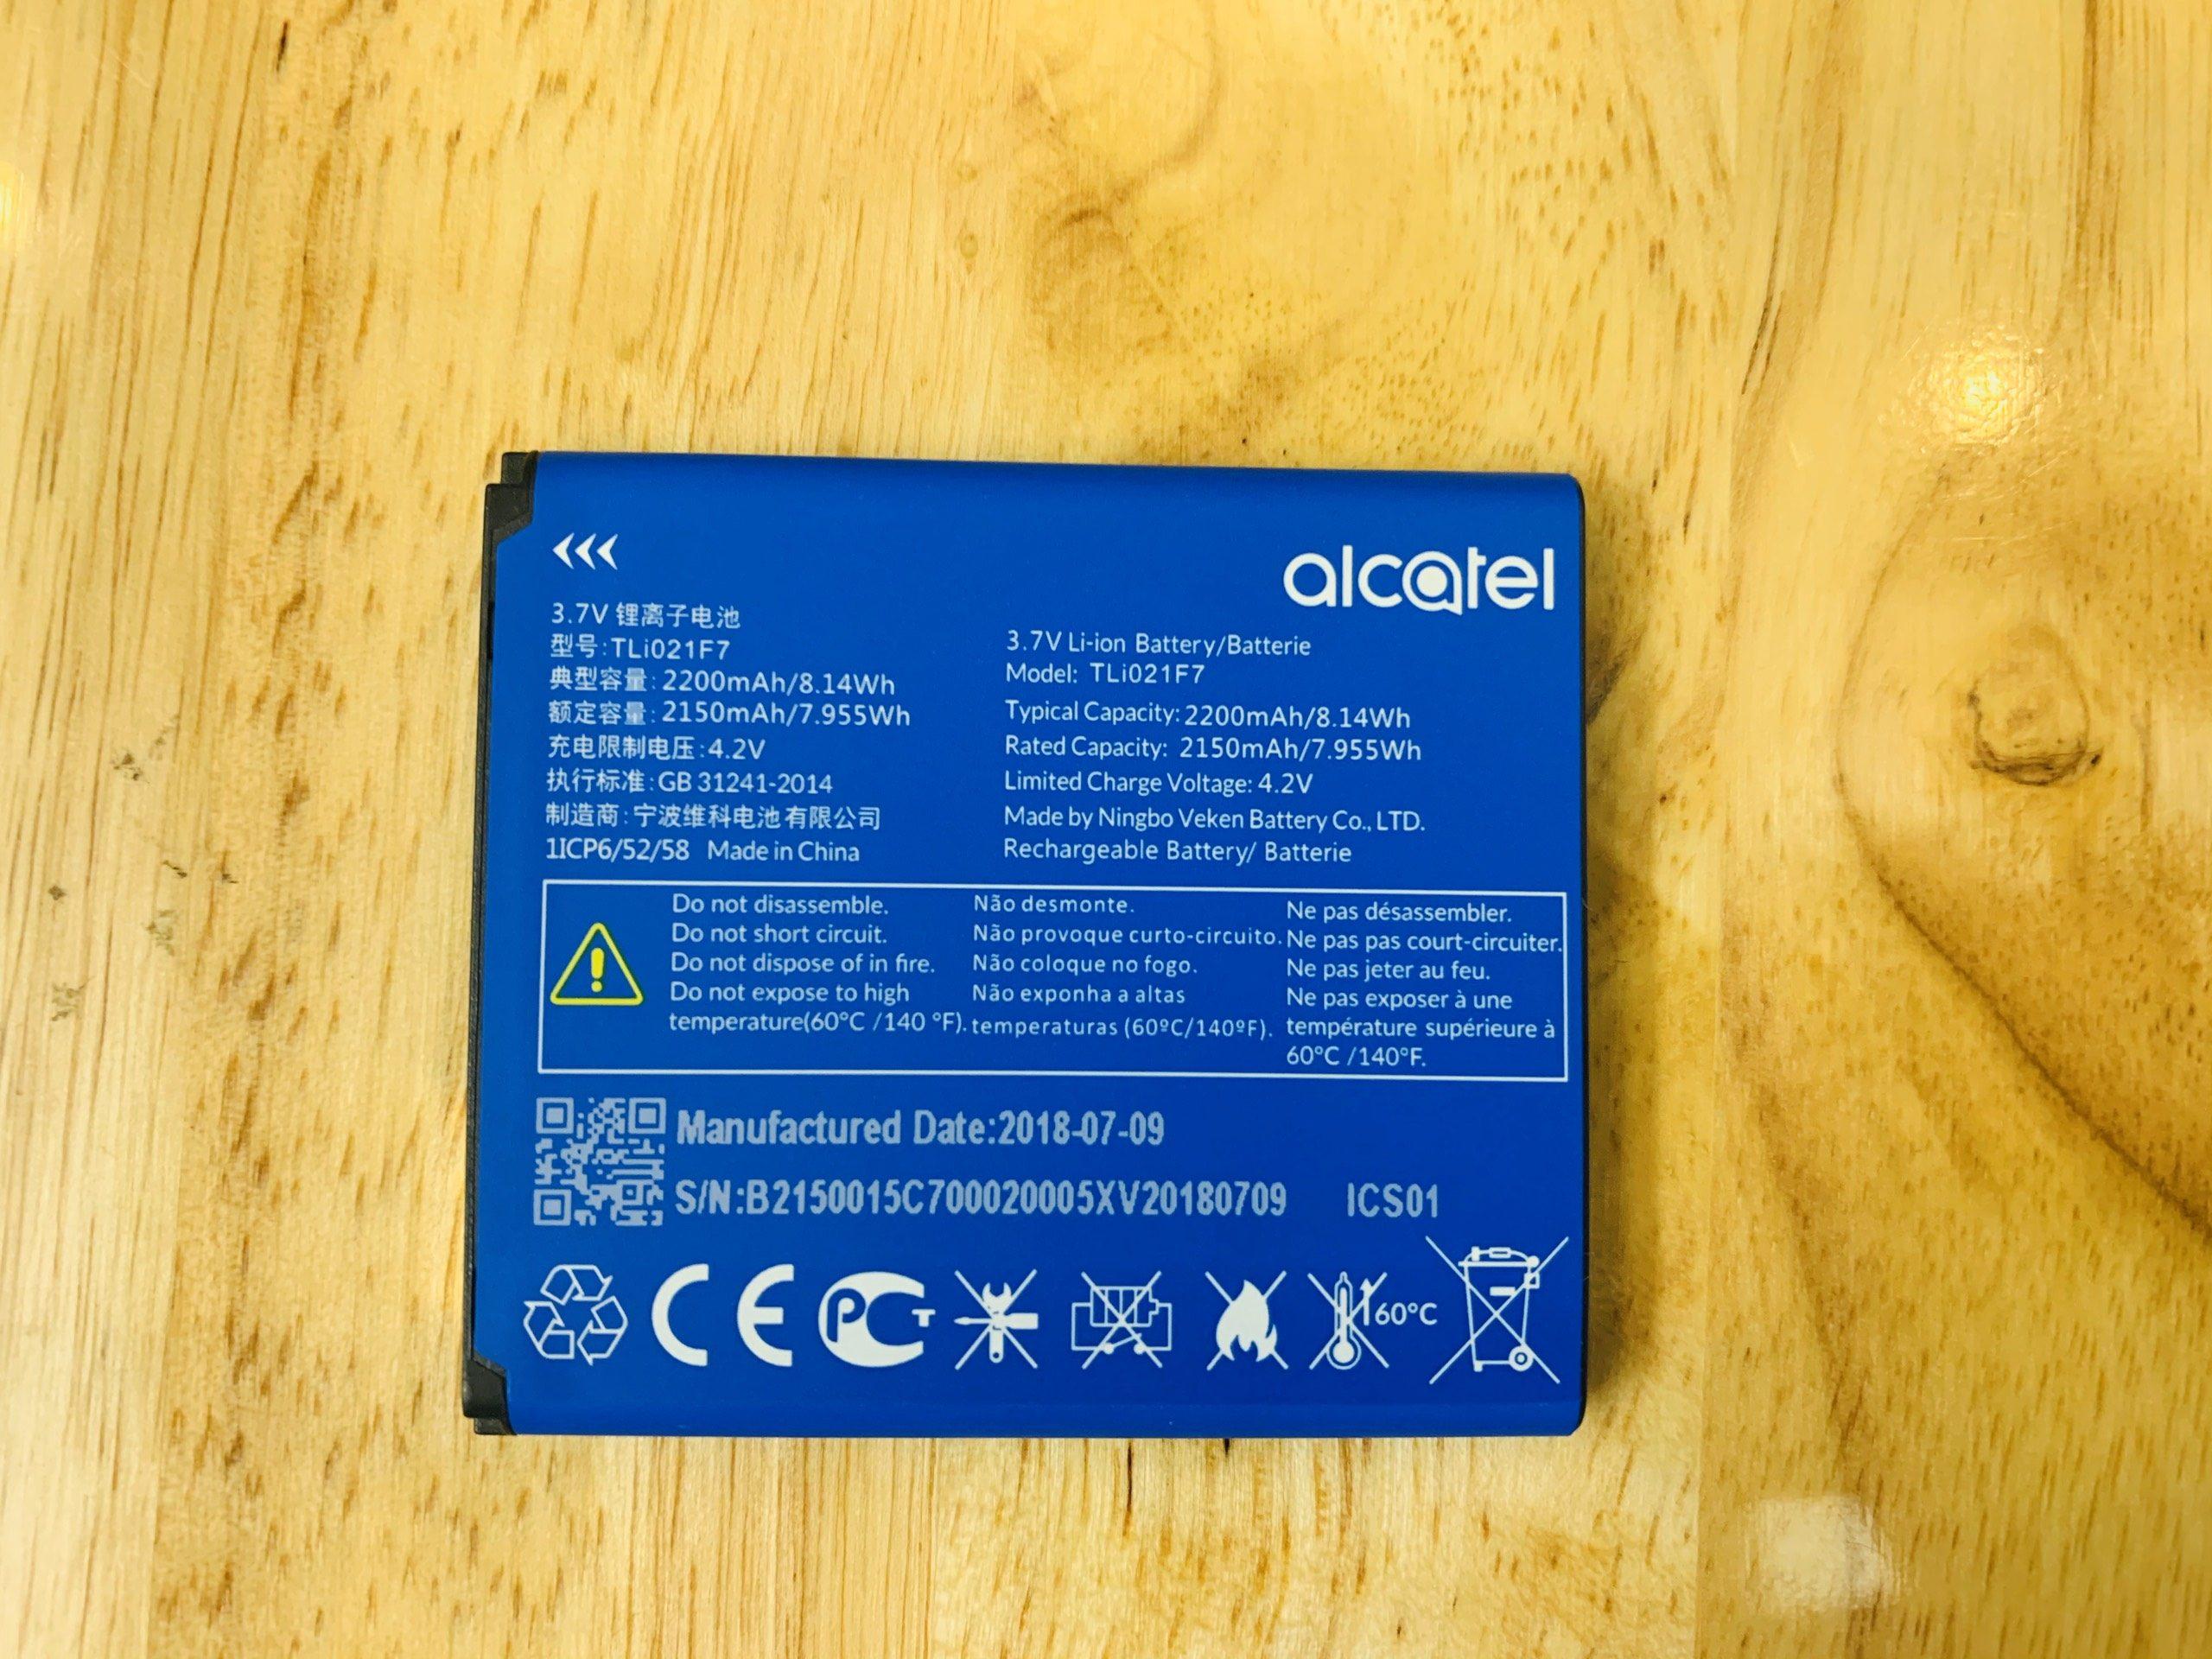 alcatel
3.7V 锂离子电池
型号:TLi021F7
典型容量:2200mAh/8.14Wh
额定容量:2150mAh/7.955Wh
充电限制电压:4.2V
执行标准:GB 31241-2014
制造商:宁波维科电池有限公司
1ICP6/52/58 Made in China
3.7V Li-ion Battery/Batterie
Model: TLi021F7
Typical Capacity:2200mAh/8.14Wh
Rated Capacity: 2150mAh/7.955Wh
Limited Charge Voltage: 4.2V
Made by Ningbo Veken Battery Co., LTD.
Rechargeable Battery/ Batterie
Do not disassemble.
Do not short circuit.
Do not dispose of in fire.
Do not expose to high
temperature(60°C /140 °F).
Não desmonte.
Não provoque curto-circuito.
Não coloque no fogo.
Não exponha a altas
temperaturas (60ºC/140ºF).
Ne pas désassembler.
Ne pas pas court-circuiter.
Ne pas jeter au feu.
Ne pas exposer à une
température supérieure à
60°C /140°F.
Manufactured Date:2018-07-09
S/N:B2150015C700020005XV20180709 ICS01
CE PCT 60°C